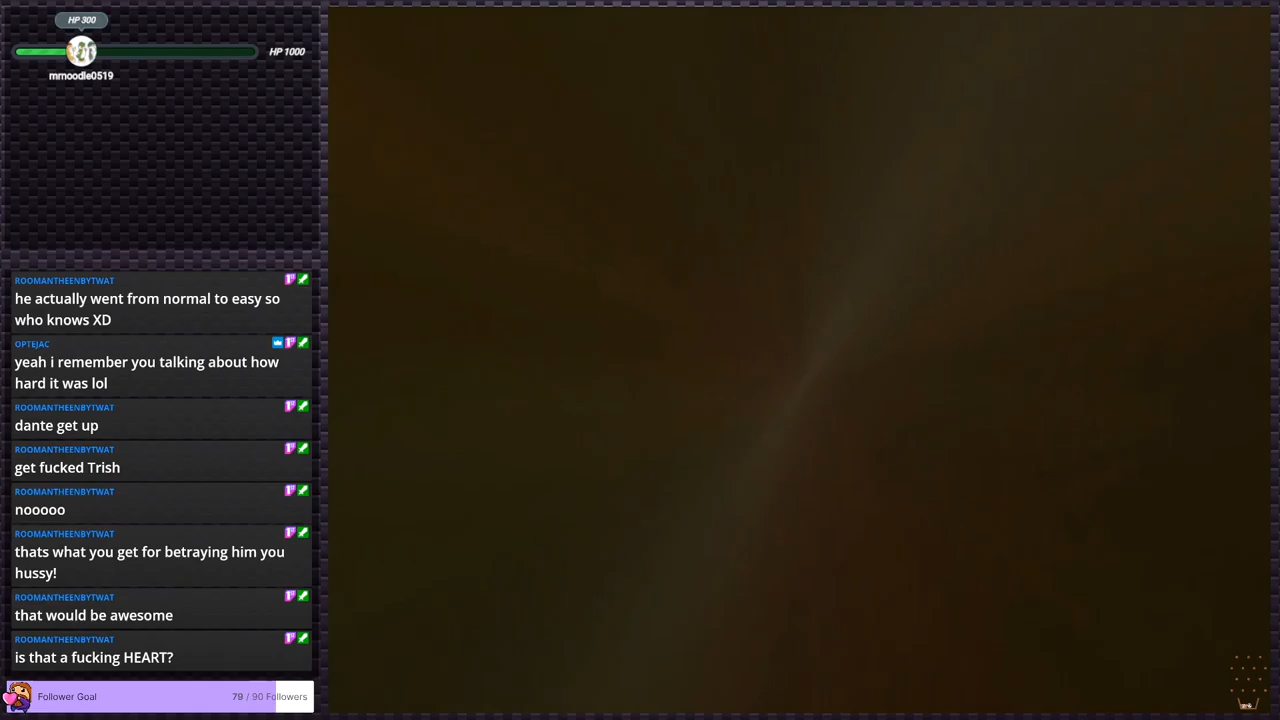 HP 300
HP 1000
mrmoodle0519
ROOMANTHEENBYTWAT
he actually went from normal to easy so
who knows XD
OPTEJAC
yeah i remember you talking about how
hard it was lol
ROOMANTHEENBYTWAT
dante get up
ROOMANTHEENBYTWAT
get fucked Trish
ROOMANTHEENBYTWAT
nooooo
ROOMANTHEENBYTWAT
thats what you get for betraying him you
hussy!
ROOMANTHEENBYTWAT
that would be awesome
ROOMANTHEENBYTWAT
is that a fucking HEART?
Follower Goal 79 / 90 Followers